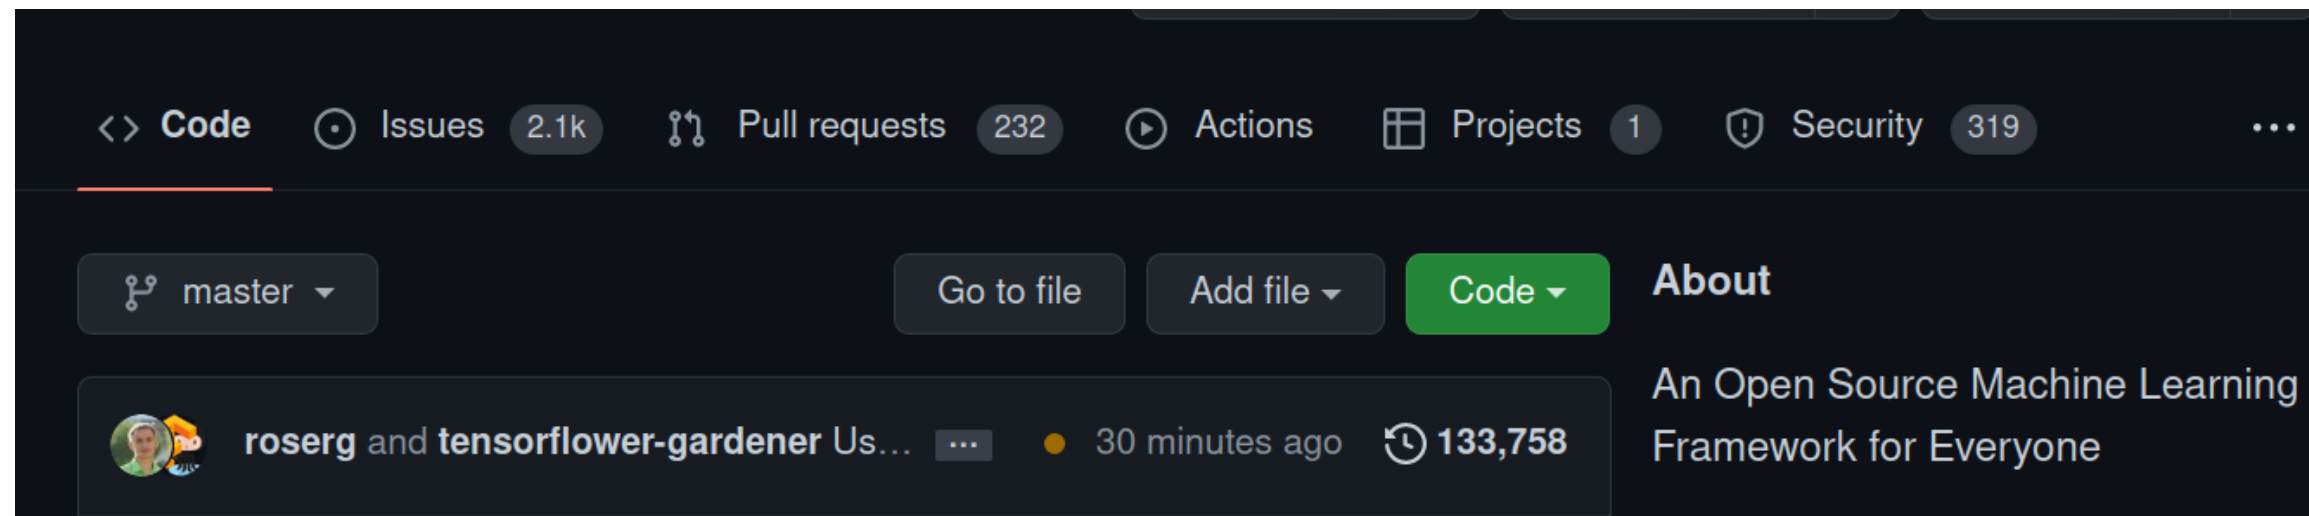 Code Issues 2.1k Pull requests 232 Actions Projects 1 Security 319 ...
master Go to file Add file Code
roserg and tensorflower-gardener Us... ... 30 minutes ago 133,758
About
An Open Source Machine Learning
Framework for Everyone